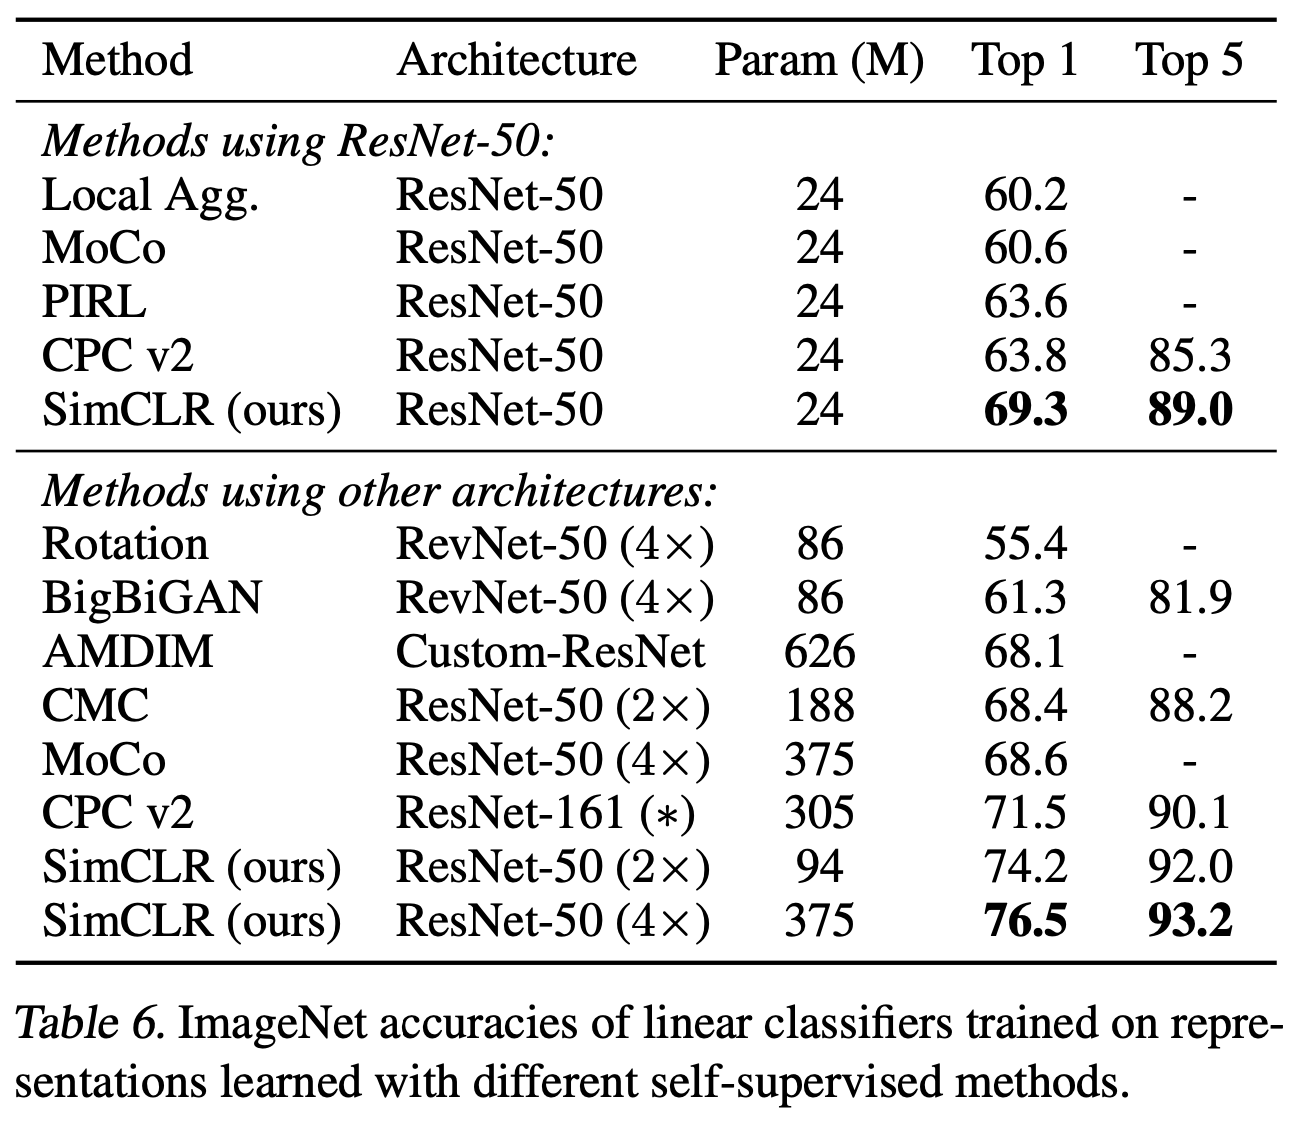 Method Architecture Param (M) Top 1 Top 5
Methods using ResNet-50:
Local Agg. ResNet-50 24 60.2 -
MoCo ResNet-50 24 60.6 -
PIRL ResNet-50 24 63.6 -
CPC v2 ResNet-50 24 63.8 85.3
SimCLR (ours) ResNet-50 24 69.3 89.0
Methods using other architectures:
Rotation RevNet-50 (4×) 86 55.4 -
BigBiGAN RevNet-50 (4×) 86 61.3 81.9
AMDIM Custom-ResNet 626 68.1 -
CMC ResNet-50 (2×) 188 68.4 88.2
MoCo ResNet-50 (4×) 375 68.6 -
CPC v2 ResNet-161 (∗) 305 71.5 90.1
SimCLR (ours) ResNet-50 (2×) 94 74.2 92.0
SimCLR (ours) ResNet-50 (4×) 375 76.5 93.2
Table 6. ImageNet accuracies of linear classifiers trained on repre-
sentations learned with different self-supervised methods.